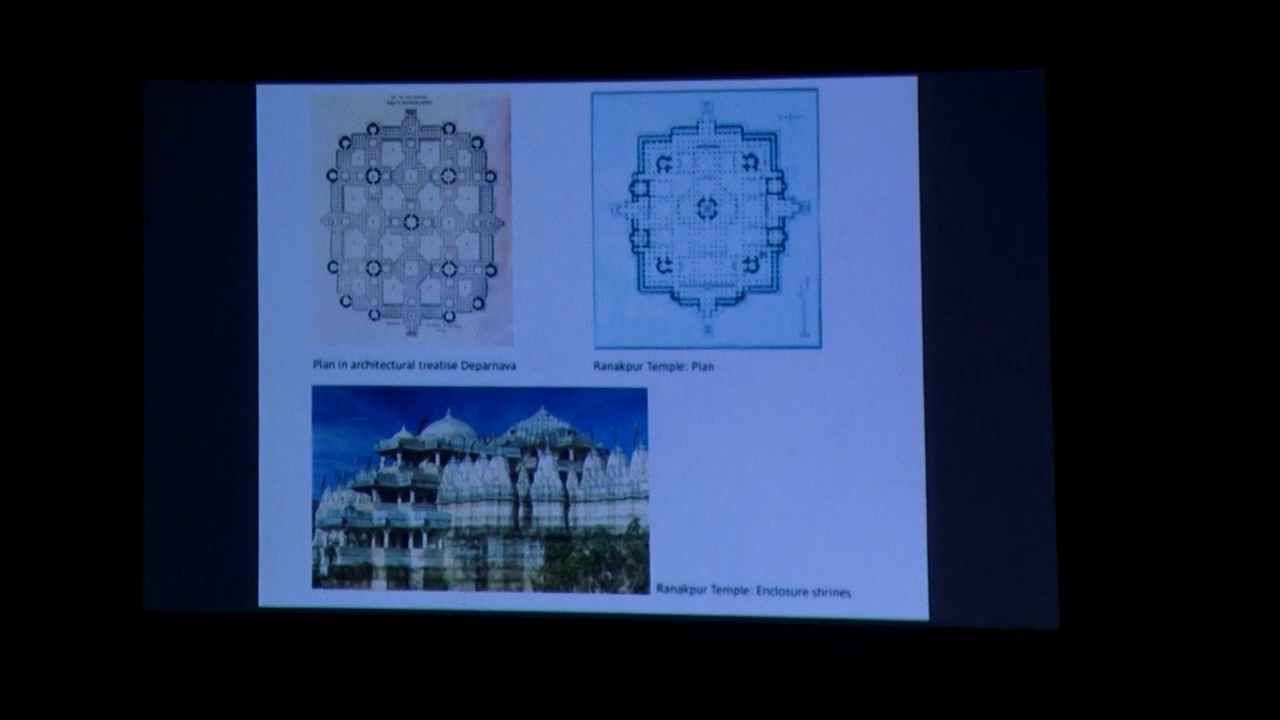 Plan in architectural treatise Deparnava
Ranakpur Temple: Plan
Ranakpur Temple: Enclosure shrines